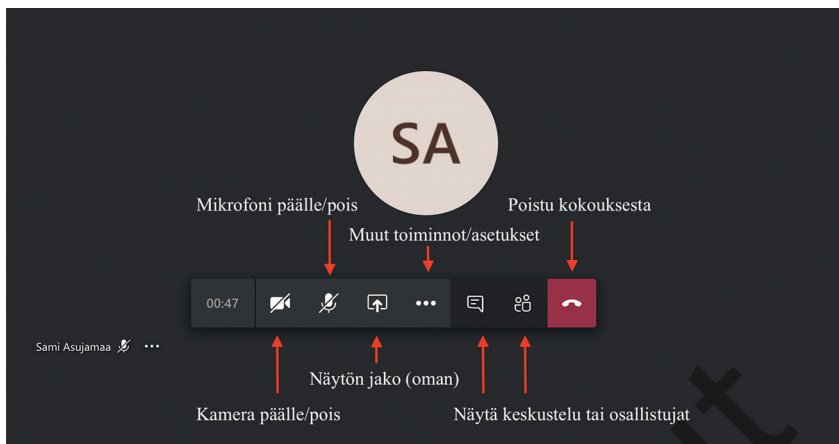 SA
Mikrofoni päälle/pois
Poistu kokouksesta
Muut toiminnot/asetukset
00:47
Sami Asujamaa
Näytön jako (oman)
Kamera päälle/pois
Näytä keskustelu tai osallistujat